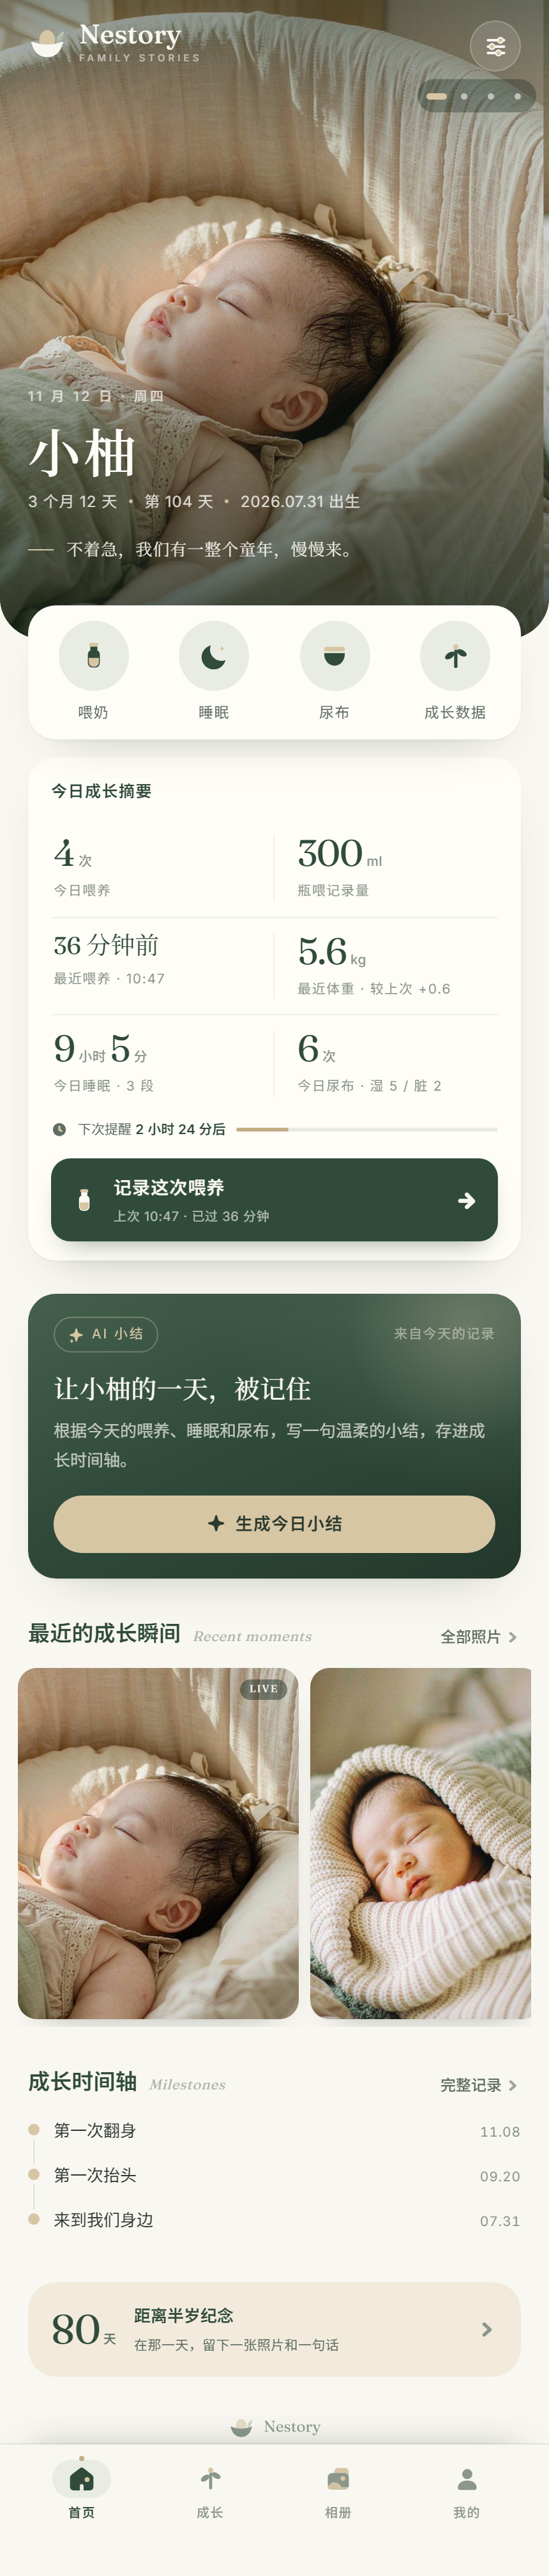 Nestory
FAMILY STORIES
11 月 12 日 · 周四
小柚
3 个月 12 天 • 第 104 天 • 2026.07.31 出生
不着急，我们有一整个童年，慢慢来。
喂奶
睡眠
尿布
成长数据
今日成长摘要
4 次
今日喂养
300 ml
瓶喂记录量
36 分钟前
最近喂养 · 10:47
5.6 kg
最近体重 · 较上次 +0.6
9 小时 5 分
今日睡眠 · 3 段
6 次
今日尿布 · 湿 5 / 脏 2
下次提醒 2 小时 24 分后
记录这次喂养
上次 10:47 · 已过 36 分钟
AI 小结
来自今天的记录
让小柚的一天，被记住
根据今天的喂养、睡眠和尿布，写一句温柔的小结，存进成
长时间轴。
生成今日小结
最近的成长瞬间 Recent moments
全部照片
LIVE
成长时间轴 Milestones
完整记录
第一次翻身 11.08
第一次抬头 09.20
来到我们身边 07.31
80 天
距离半岁纪念
在那一天，留下一张照片和一句话
Nestory
首页
成长
相册
我的